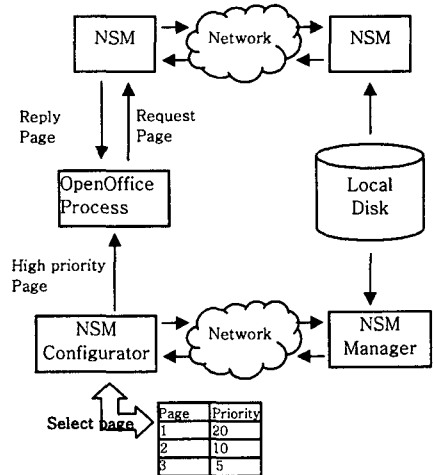 NSM
Network
NSM
Reply
Page
Request
Page
OpenOffice
Process
Local
Disk
High priority
Page
NSM
Configurator
Network
NSM
Manager
Select page
Page Priority
1 20
2 10
3 5